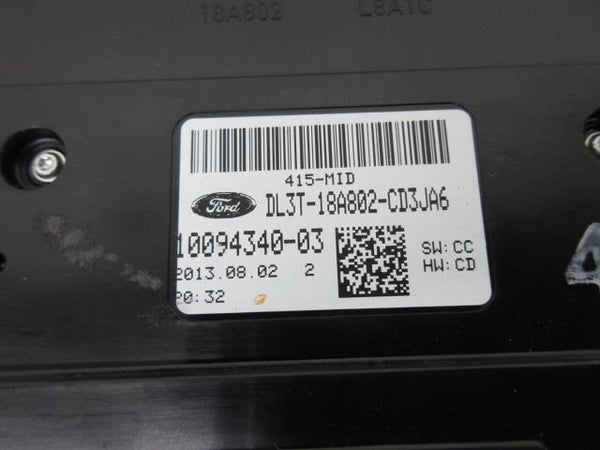 18A802 L8A1C
415-MID
Ford DL3T-18A802-CD3JA6
10094340-03
SW:CC
2013.08.02 2
HW:CD
20:32